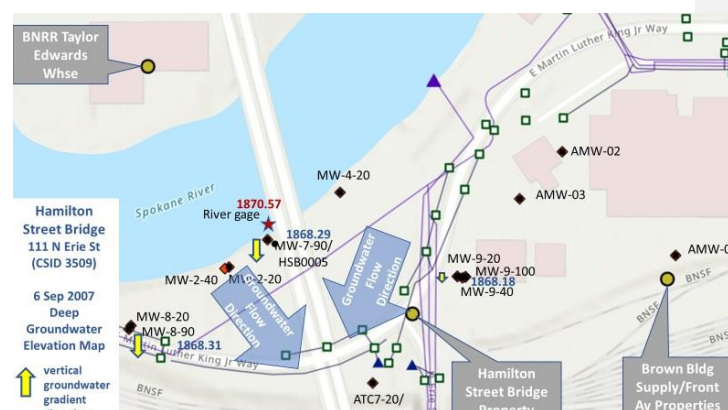 BNRR Taylor
Edwards
Whse
E Martin Luther King Jr Way
AMW-02
MW-4-20
AMW-03
Spokane River
1870.57
River gage
1868.29
MW-7-90/
HSB0005
Hamilton
Street Bridge
111 N Erie St
(CSID 3509)
6 Sep 2007
Deep
Groundwater
Elevation Map
vertical
groundwater
gradient
Groundwater
Flow
Direction
MW-9-20
MW-9-100
1868.18
MW-9-40
AMW-0
BNSF
BNSF
MW-2-40
MW-2-20
Groundwater
Flow
Direction
MW-8-20
MW-8-90
1868.31
Martin Luther King Jr Way
BNSF
BNS
ATC7-20/
Hamilton
Street Bridge
Property
Brown Bldg
Supply/Front
Av Properties